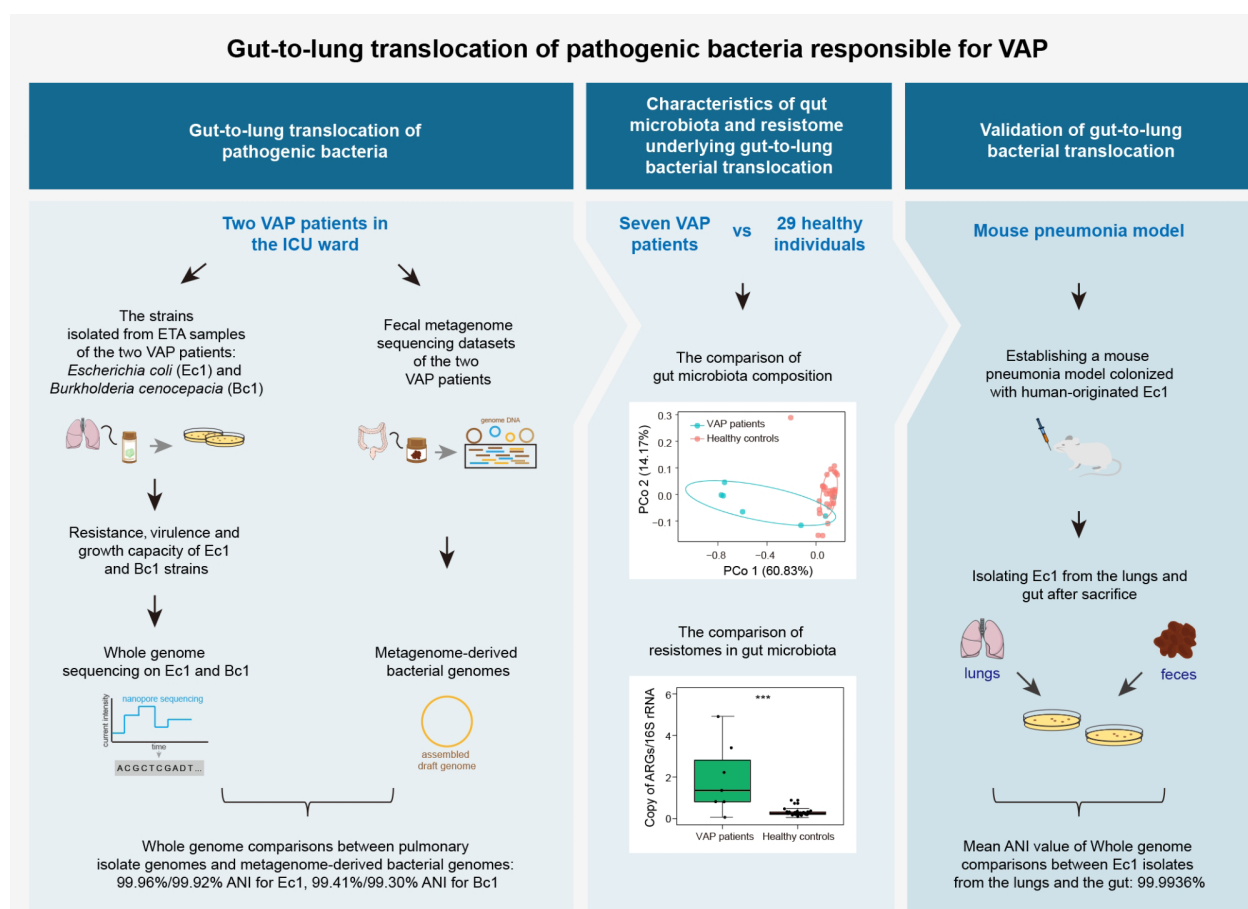 Gut-to-lung translocation of pathogenic bacteria responsible for VAP
Gut-to-lung translocation of
pathogenic bacteria
Two VAP patients in
the ICU ward
The strains
isolated from ETA samples
of the two VAP patients:
Escherichia coli (Ec1) and
Burkholderia cenocepacia (Bc1)
Resistance, virulence and
growth capacity of Ec1
and Bc1 strains
Whole genome
sequencing on Ec1 and Bc1
nanopore sequencing
current intensity
time
ACGCTCGADT...
Fecal metagenome
sequencing datasets
of the two
VAP patients
genome DNA
Metagenome-derived
bacterial genomes
assembled
draft genome
Whole genome comparisons between pulmonary
isolate genomes and metagenome-derived bacterial genomes:
99.96%/99.92% ANI for Ec1, 99.41%/99.30% ANI for Bc1
Characteristics of qut
microbiota and resistome
underlying gut-to-lung
bacterial translocation
Seven VAP
patients
vs
29 healthy
individuals
The comparison of
gut microbiota composition
VAP patients
Healthy controls
PCo 2 (14.17%)
0.3
0.2
0.1
0.0
−0.1
−0.8
−0.4
0.0
PCo 1 (60.83%)
The comparison of
resistomes in gut microbiota
Copy of ARGs/16S rRNA
6
4
2
0
***
VAP patients
Healthy controls
Validation of gut-to-lung
bacterial translocation
Mouse pneumonia model
Establishing a mouse
pneumonia model colonized
with human-originated Ec1
Isolating Ec1 from the lungs and
gut after sacrifice
lungs
feces
Mean ANI value of Whole genome
comparisons between Ec1 isolates
from the lungs and the gut: 99.9936%